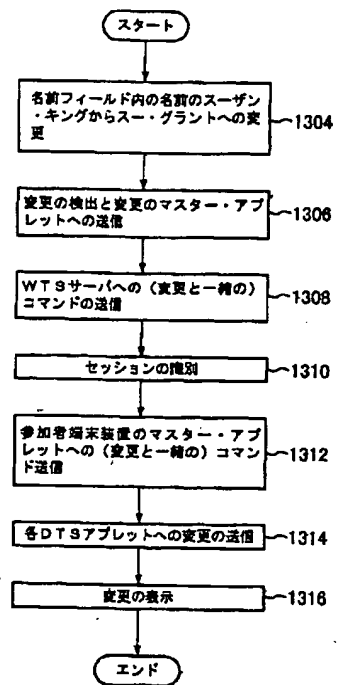 スタート
名前フィールド内の名前のスーザン
・キングからスー・グラントへの変
更
1304
変更の検出と変更のマスター・アプ
レットへの送信
1306
WTSサーバへの(変更と一緒の)
コマンドの送信
1308
セッションの識別
1310
参加者端末装置のマスター・アプ
レットへの(変更と一緒の)コマン
ド送信
1312
各DTSアプレットへの変更の送信
1314
変更の表示
1316
エンド